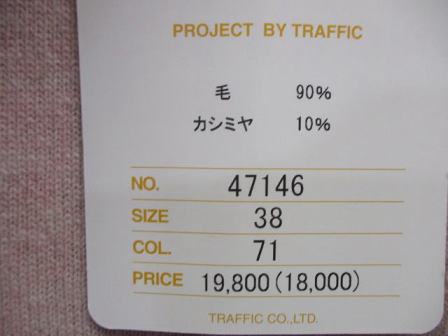 PROJECT BY TRAFFIC
毛 90%
カシミヤ 10%
NO. 47146
SIZE 38
COL. 71
PRICE 19,800(18,000)
TRAFFIC CO.,LTD.